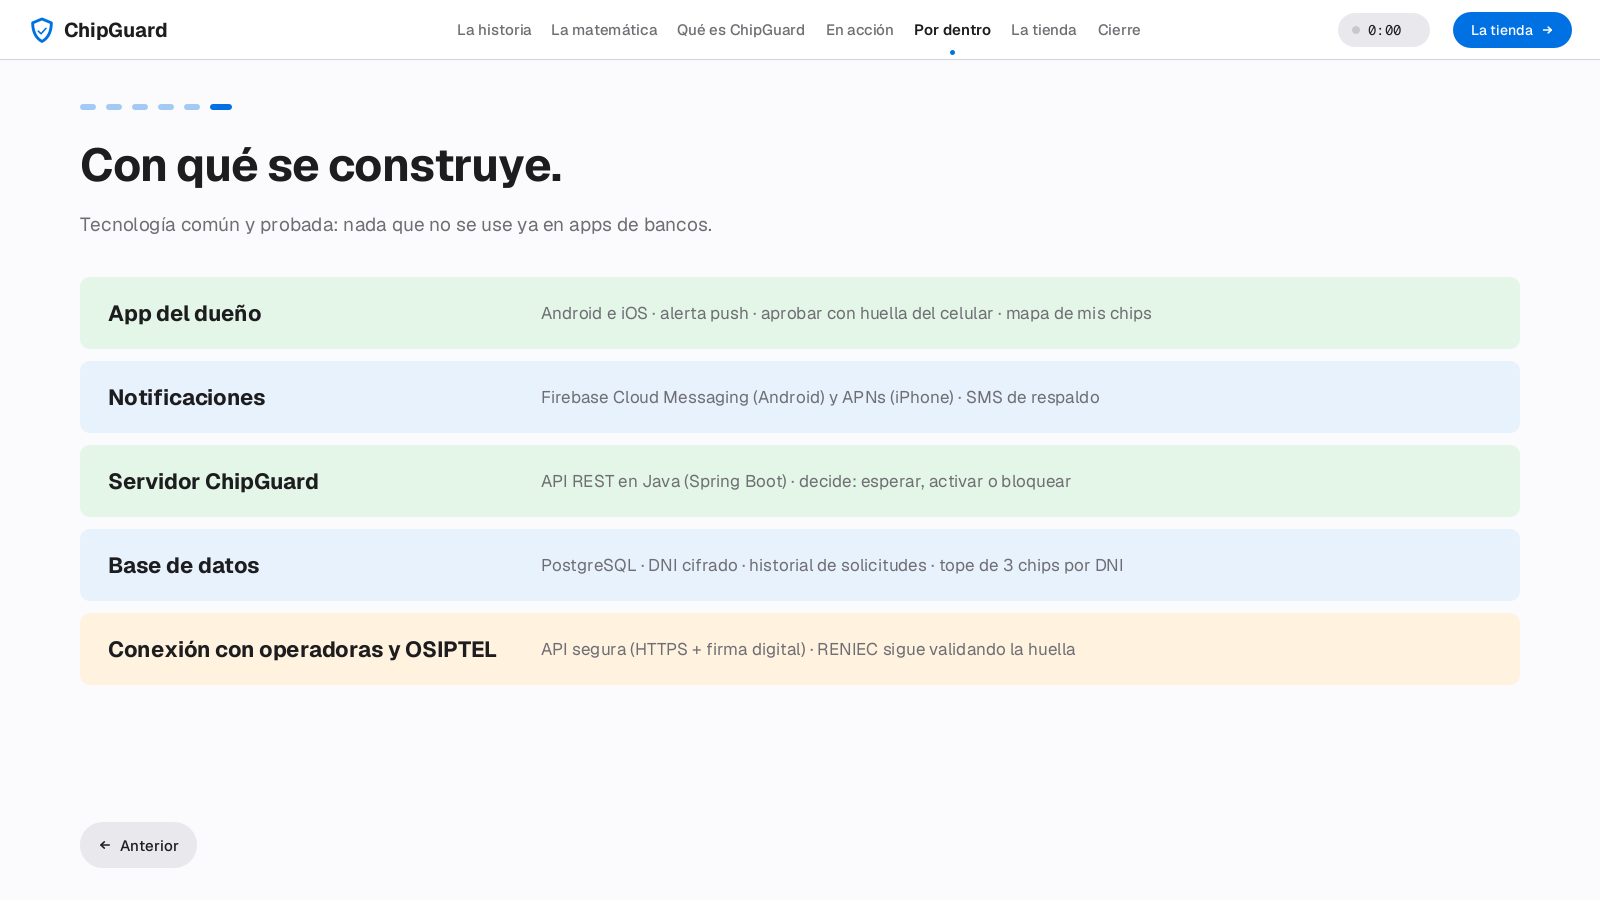 ChipGuard
La historia
La matemática
Qué es ChipGuard
En acción
Por dentro
La tienda
Cierre
0:00
La tienda →
Con qué se construye.
Tecnología común y probada: nada que no se use ya en apps de bancos.
App del dueño
Android e iOS · alerta push · aprobar con huella del celular · mapa de mis chips
Notificaciones
Firebase Cloud Messaging (Android) y APNs (iPhone) · SMS de respaldo
Servidor ChipGuard
API REST en Java (Spring Boot) · decide: esperar, activar o bloquear
Base de datos
PostgreSQL · DNI cifrado · historial de solicitudes · tope de 3 chips por DNI
Conexión con operadoras y OSIPTEL
API segura (HTTPS + firma digital) · RENIEC sigue validando la huella
← Anterior